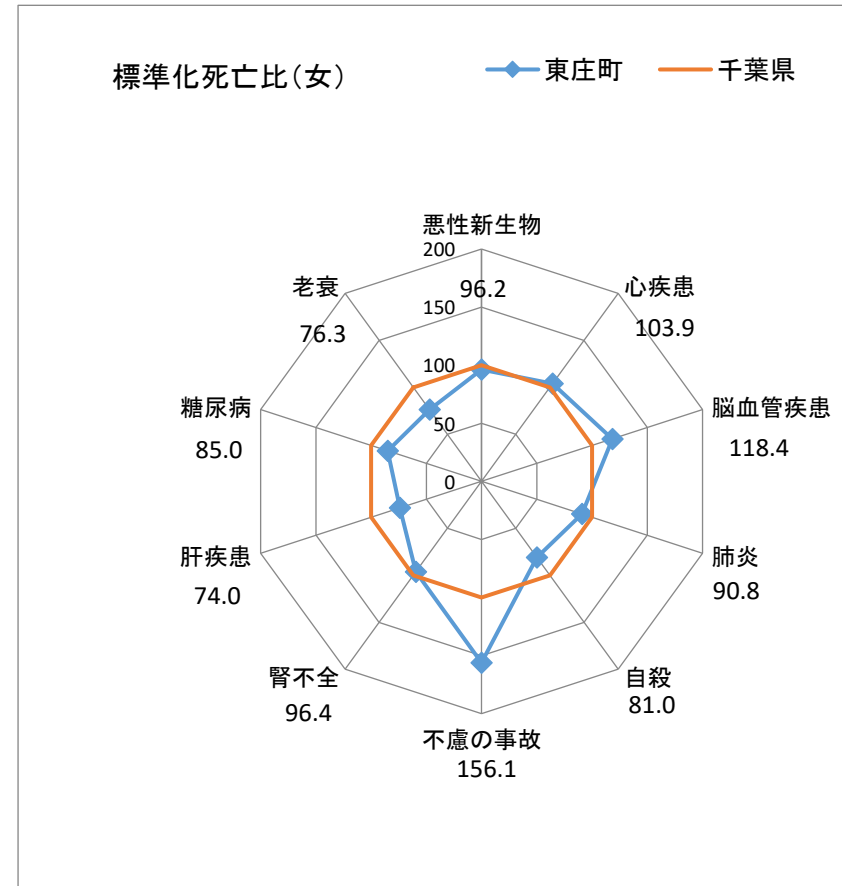 標準化死亡比(女)
東庄町
千葉県
悪性新生物
96.2
心疾患
103.9
脳血管疾患
118.4
肺炎
90.8
自殺
81.0
不慮の事故
156.1
腎不全
96.4
肝疾患
74.0
糖尿病
85.0
老衰
76.3
200
150
100
50
0